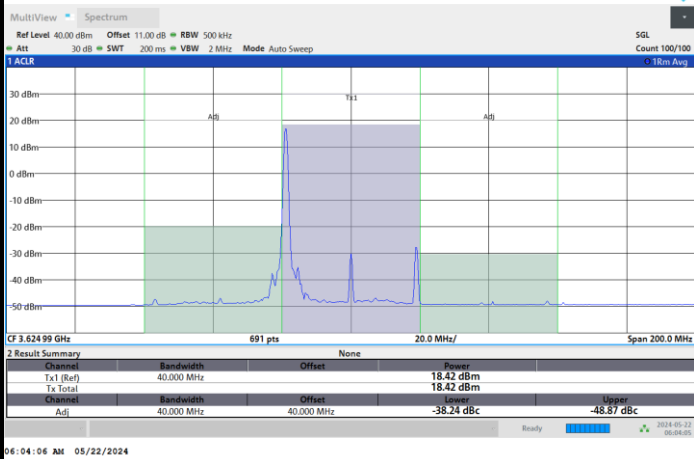 MultiView Spectrum
Ref Level 40.00 dBm Offset 11.00 dB RBW 500 kHz SGL
Att 30 dB SWT 200 ms VBW 2 MHz Mode Auto Sweep Count 100/100
1 ACLR 1Rm Avg
30 dBm
Tx1
20 dBm Adj Adj
10 dBm
0 dBm
-10 dBm
-20 dBm
-30 dBm
-40 dBm
-50 dBm
CF 3.624 99 GHz 691 pts 20.0 MHz/ Span 200.0 MHz
2 Result Summary None
Channel Bandwidth Offset Power
Tx1 (Ref) 40.000 MHz 18.42 dBm
Tx Total 18.42 dBm
Channel Bandwidth Offset Lower Upper
Adj 40.000 MHz 40.000 MHz -38.24 dBc -48.87 dBc
Ready 2024-05-22
06:04:05
06:04:06 AM 05/22/2024